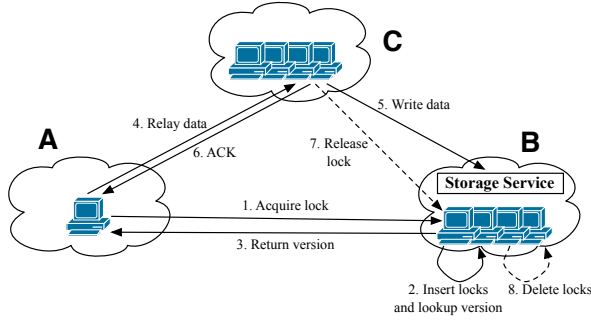 C
4. Relay data
5. Write data
6. ACK
7. Release
lock
A
B
Storage Service
1. Acquire lock
3. Return version
2. Insert locks
and lookup version
8. Delete locks